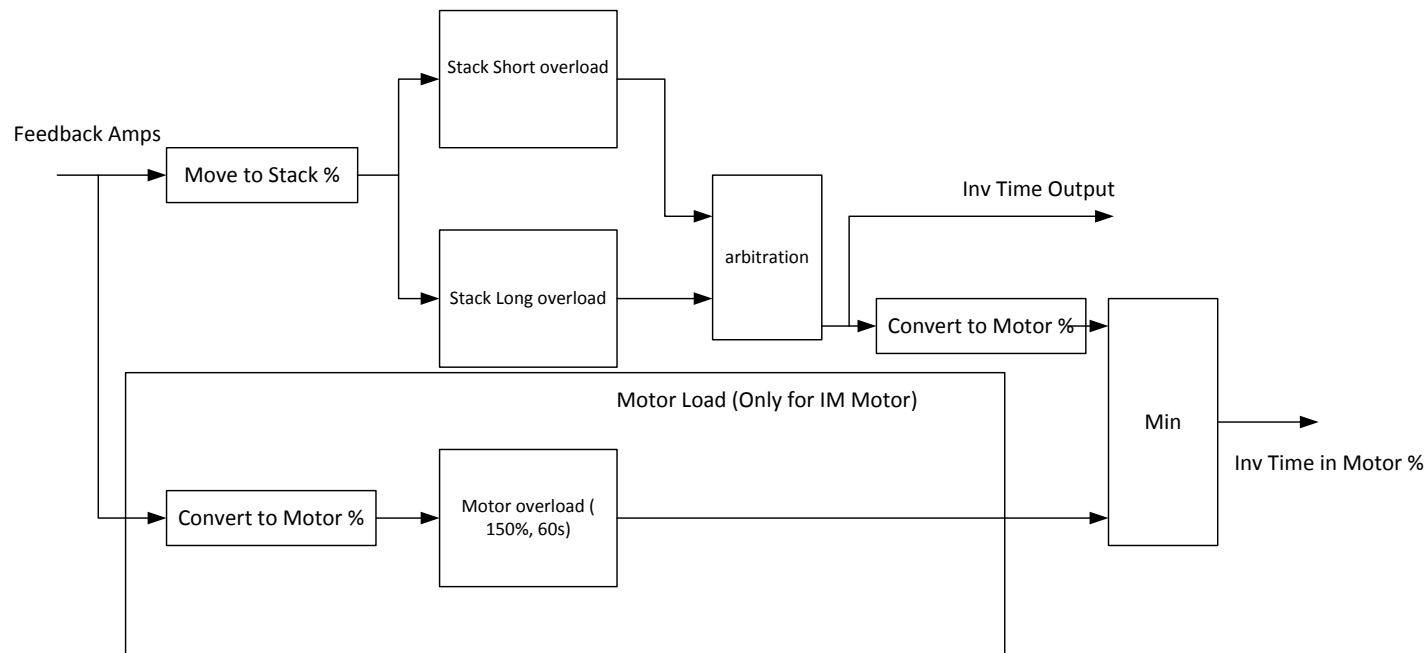 Stack Short overload
Feedback Amps
Move to Stack %
Inv Time Output
arbitration
Stack Long overload
Convert to Motor %
Motor Load (Only for IM Motor)
Min
Inv Time in Motor %
Convert to Motor %
Motor overload (
150%, 60s)